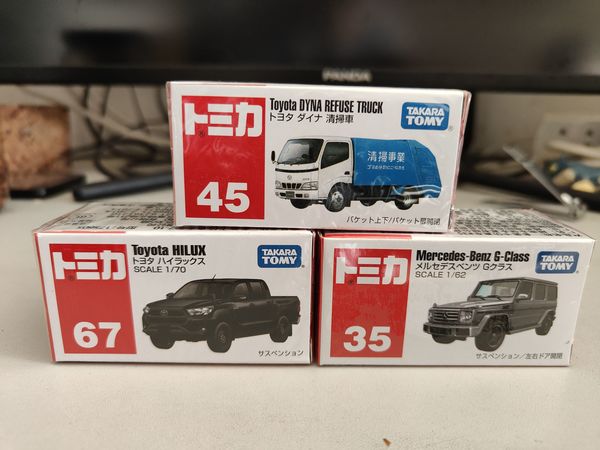 PANDA
トミカ
45
Toyota DYNA REFUSE TRUCK
トヨタ ダイナ 清掃車
TAKARA
TOMY
清掃事業
バケット上下/バケット部開閉
トミカ
67
Toyota HILUX
トヨタ ハイラックス
SCALE 1/70
TAKARA
TOMY
サスペンション
トミカ
35
Mercedes-Benz G-Class
メルセデスベンツ Gクラス
SCALE 1/62
TAKARA
TOMY
サスペンション/左右ドア開閉